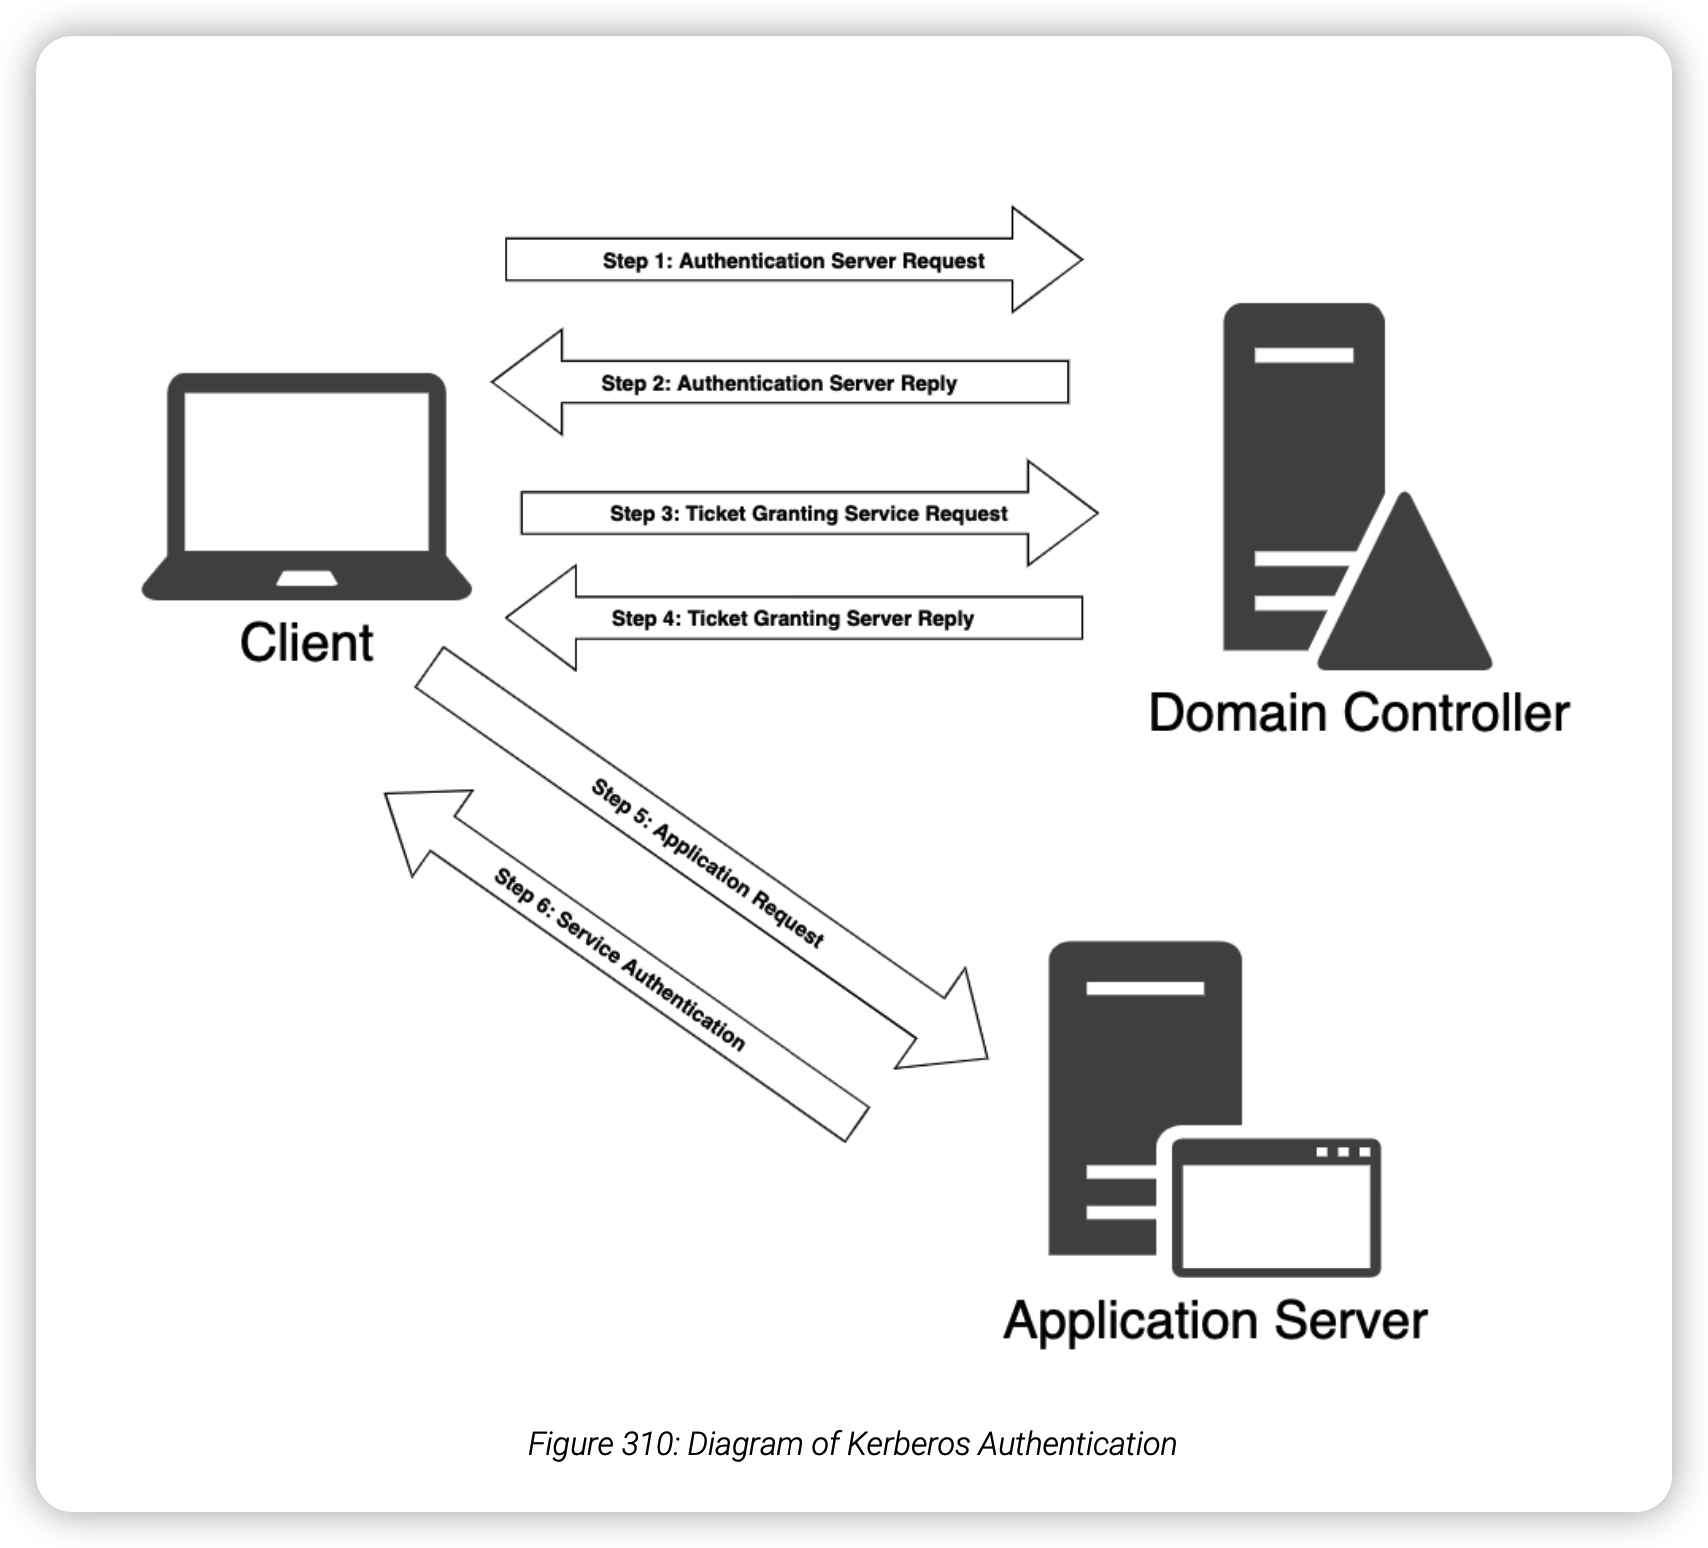 Step 1: Authentication Server Request
Step 2: Authentication Server Reply
Step 3: Ticket Granting Service Request
Step 4: Ticket Granting Server Reply
Client
Domain Controller
Step 5: Application Request
Step 6: Service Authentication
Application Server
Figure 310: Diagram of Kerberos Authentication